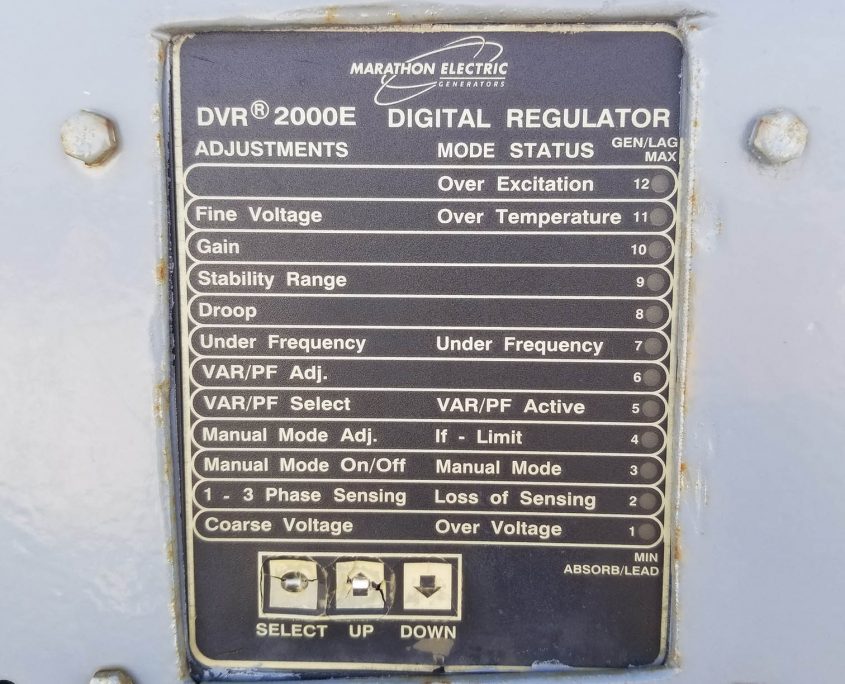 MARATHON ELECTRIC
GENERATORS
DVR® 2000E DIGITAL REGULATOR
ADJUSTMENTS MODE STATUS GEN/LAG
MAX
Over Excitation 12
Fine Voltage Over Temperature 11
Gain 10
Stability Range 9
Droop 8
Under Frequency Under Frequency 7
VAR/PF Adj. 6
VAR/PF Select VAR/PF Active 5
Manual Mode Adj. If - Limit 4
Manual Mode On/Off Manual Mode 3
1 - 3 Phase Sensing Loss of Sensing 2
Coarse Voltage Over Voltage 1
MIN
ABSORB/LEAD
SELECT UP DOWN